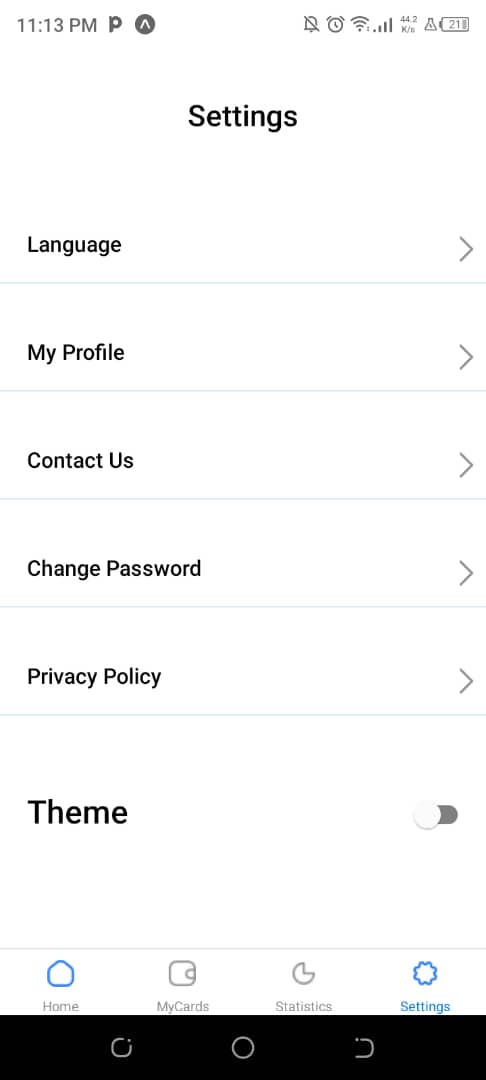 11:13 PM
44.2
K/s
21
Settings
Language
My Profile
Contact Us
Change Password
Privacy Policy
Theme
Home
MyCards
Statistics
Settings